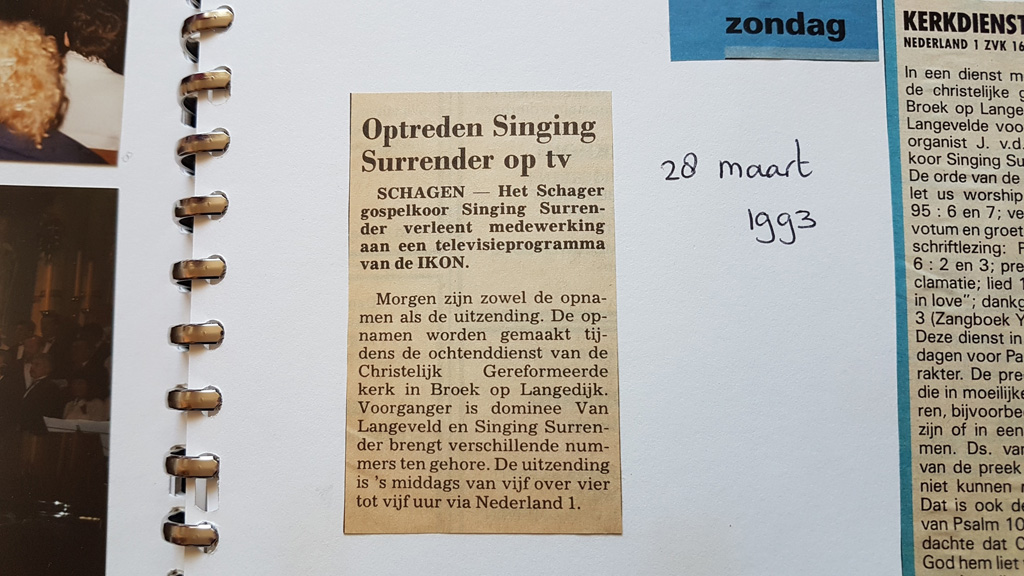 zondag
Optreden Singing
Surrender op tv
SCHAGEN — Het Schager
gospelkoor Singing Surren-
der verleent medewerking
aan een televisieprogramma
van de IKON.
Morgen zijn zowel de opna-
men als de uitzending. De op-
namen worden gemaakt tij-
dens de ochtenddienst van de
Christelijk Gereformeerde
kerk in Broek op Langedijk.
Voorganger is dominee Van
Langeveld en Singing Surren-
der brengt verschillende num-
mers ten gehore. De uitzending
is 's middags van vijf over vier
tot vijf uur via Nederland 1.
28 maart
1993
KERKDIENST
NEDERLAND 1 ZVK 16
In een dienst m
de christelijke g
Broek op Lange
Langevelde voo
organist J. v.d.
koor Singing Su
De orde van de
let us worship
95 : 6 en 7; ve
votum en groet
schriftlezing: P
6 : 2 en 3; pre
clamatie; lied 1
in love"; dankg
3 (Zangboek Y
Deze dienst in
dagen voor Pa
rakter. De pre
die in moeilijke
ren, bijvoorbe
zijn of in een
men. Ds. van
van de preek
niet kunnen
Dat is ook de
van Psalm 10
dachte dat C
God hem liet